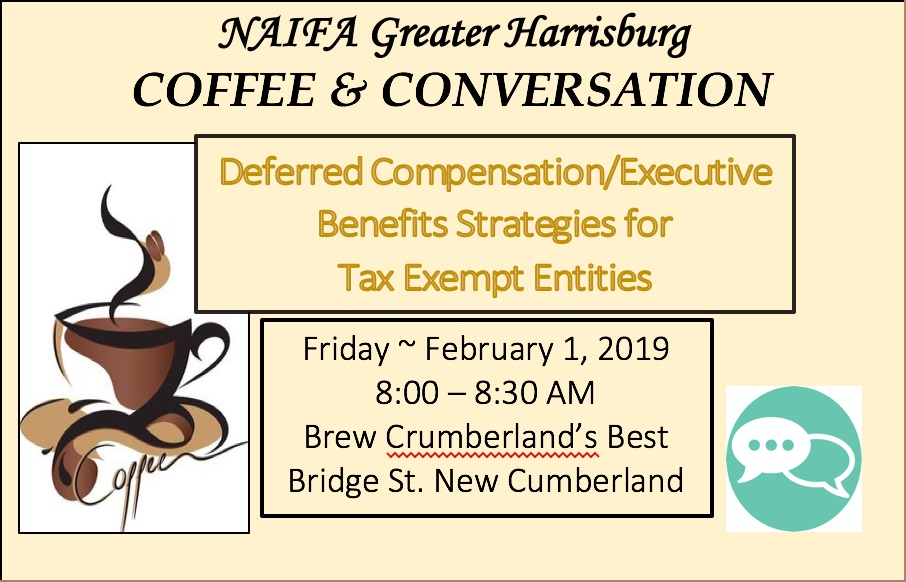 NAIFA Greater Harrisburg
COFFEE & CONVERSATION
Deferred Compensation/Executive
Benefits Strategies for
Tax Exempt Entities
Friday ~ February 1, 2019
8:00 – 8:30 AM
Brew Crumberland’s Best
Bridge St. New Cumberland
Coffee